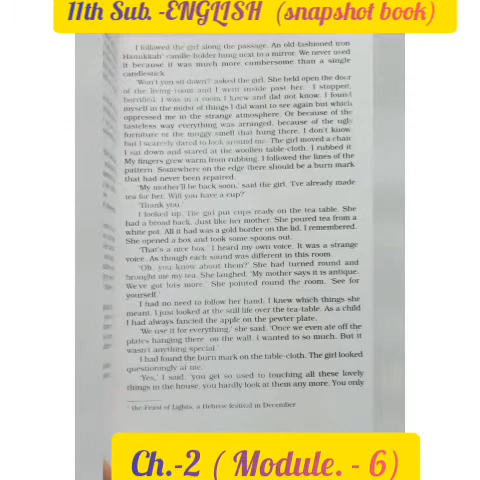 11th Sub. -ENGLISH (snapshot book)
I followed the girl along the passage. An old-fashioned iron
Hanukkah¹ candle-holder hung next to a mirror. We never used
it because it was much more cumbersome than a single
candlestick.
'Won't you sit down?' asked the girl. She held open the door
of the living-room and I went inside past her. I stopped,
horrified. I was in a room I knew and did not know. I found
myself in the midst of things I did want to see again but which
oppressed me in the strange atmosphere. Or because of the
tasteless way everything was arranged, because of the ugly
furniture or the muggy smell that hung there, I don't know;
but I scarcely dared to look around me. The girl moved a chair.
I sat down and stared at the woollen table-cloth. I rubbed it.
My fingers grew warm from rubbing. I followed the lines of the
pattern. Somewhere on the edge there should be a burn mark
that had never been repaired.
'My mother'll be back soon,' said the girl. 'I've already made
tea for her. Will you have a cup?'
'Thank you.'
I looked up. The girl put cups ready on the tea-table. She
had a broad back. Just like her mother. She poured tea from a
white pot. All it had was a gold border on the lid, I remembered.
She opened a box and took some spoons out.
'That's a nice box.' I heard my own voice. It was a strange
voice. As though each sound was different in this room.
'Oh, you know about them?' She had turned round and
brought me my tea. She laughed. 'My mother says it is antique.
We've got lots more.' She pointed round the room. 'See for
yourself.'
I had no need to follow her hand. I knew which things she
meant. I just looked at the still life over the tea-table. As a child
I had always fancied the apple on the pewter plate.
'We use it for everything,' she said. 'Once we even ate off the
plates hanging there on the wall. I wanted to so much. But it
wasn't anything special.'
I had found the burn mark on the table-cloth. The girl looked
questioningly at me.
'Yes,' I said, 'you get so used to touching all these lovely
things in the house, you hardly look at them any more. You only
¹ the Feast of Lights, a Hebrew festival in December
Ch.-2 ( Module. - 6)